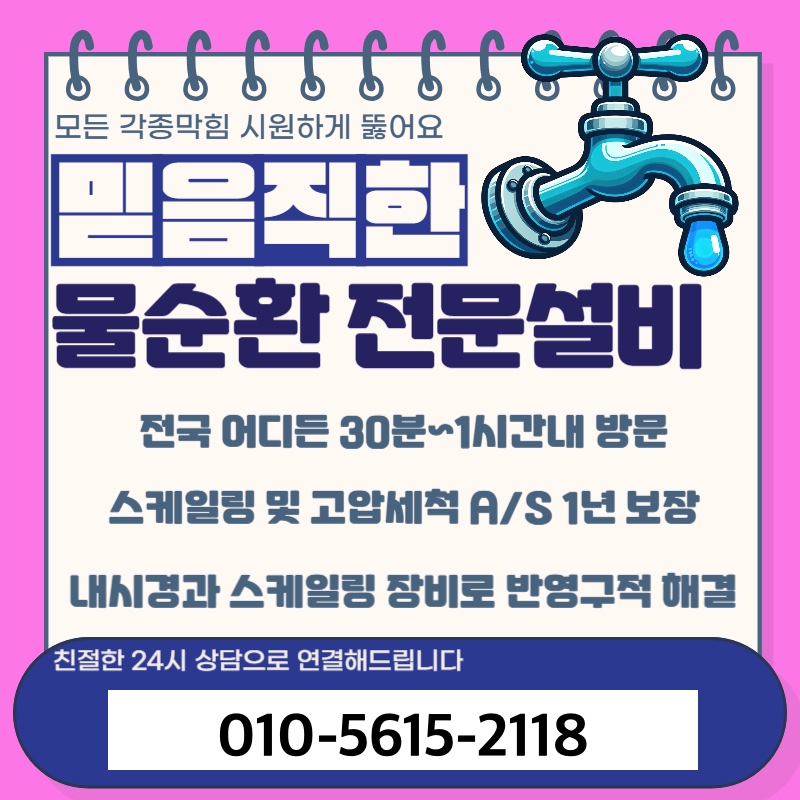 모든 각종막힘 시원하게 뚫어요
믿음직한
물순환 전문설비
전국 어디든 30분~1시간내 방문
스케일링 및 고압세척 A/S 1년 보장
내시경과 스케일링 장비로 반영구적 해결
친절한 24시 상담으로 연결해드립니다
010-5615-2118